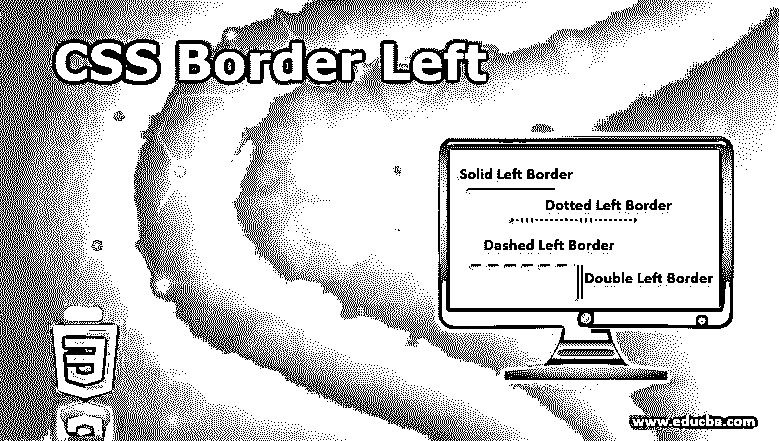 CSS Border Left
Solid Left Border
Dotted Left Border
Dashed Left Border
Double Left Border
www.educba.com